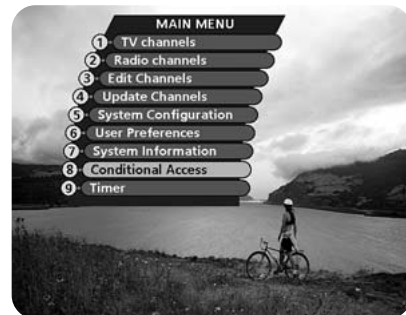 MAIN MENU
1 TV channels
2 Radio channels
3 Edit Channels
4 Update Channels
5 System Configuration
6 User Preferences
7 System Information
8 Conditional Access
9 Timer